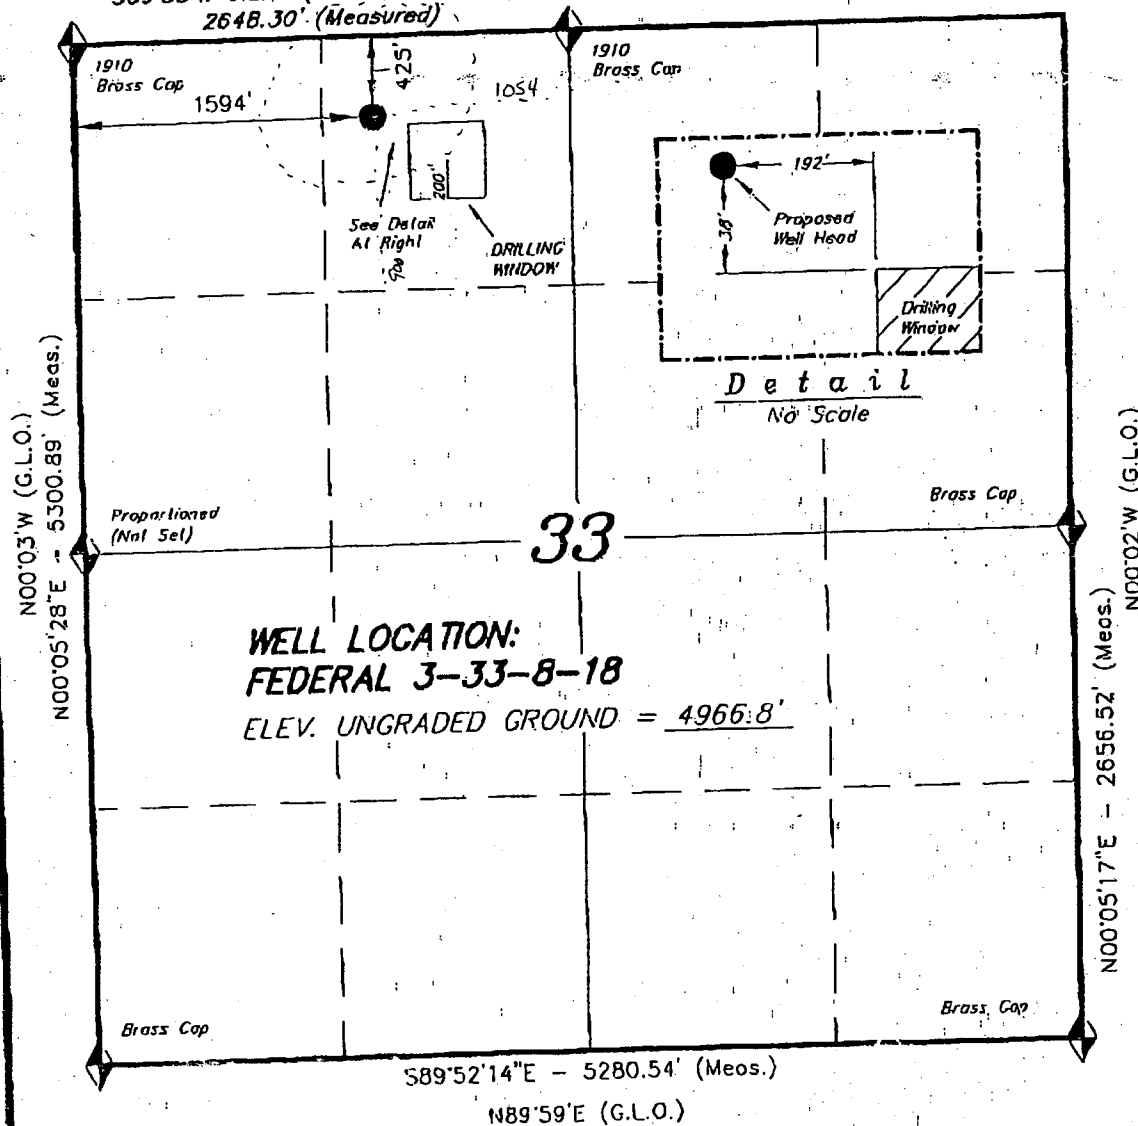 2648.30' (Measured)
1910
Brass Cap
1910
Brass Cap
425'
1594'
1054
192'
38'
Proposed
Well Head
200'
See Detail
At Right
DRILLING
WINDOW
900
Drilling
Window
Detail
No Scale
N00°03'W (G.L.O.)
N00°05'28"E - 5300.89' (Meas.)
Proportioned
(Not Set)
Brass Cap
33
N00°02'W (G.L.O.)
N00°05'17"E - 2656.52' (Meas.)
WELL LOCATION:
FEDERAL 3-33-8-18
ELEV. UNGRADED GROUND = 4966.8'
Brass Cap
Brass Cap
S89°52'14"E - 5280.54' (Meas.)
N89°59'E (G.L.O.)